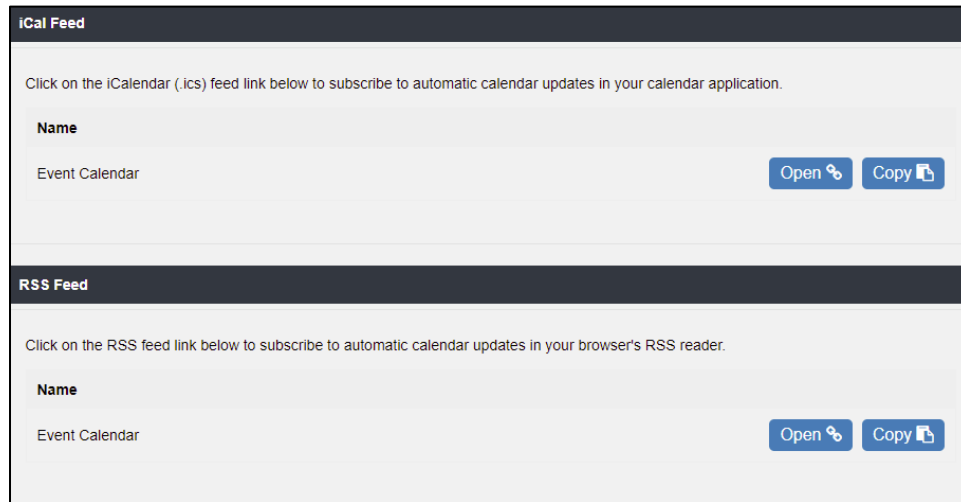 iCal Feed
Click on the iCalendar (.ics) feed link below to subscribe to automatic calendar updates in your calendar application.
Name
Event Calendar
Open
Copy
RSS Feed
Click on the RSS feed link below to subscribe to automatic calendar updates in your browser's RSS reader.
Name
Event Calendar
Open
Copy